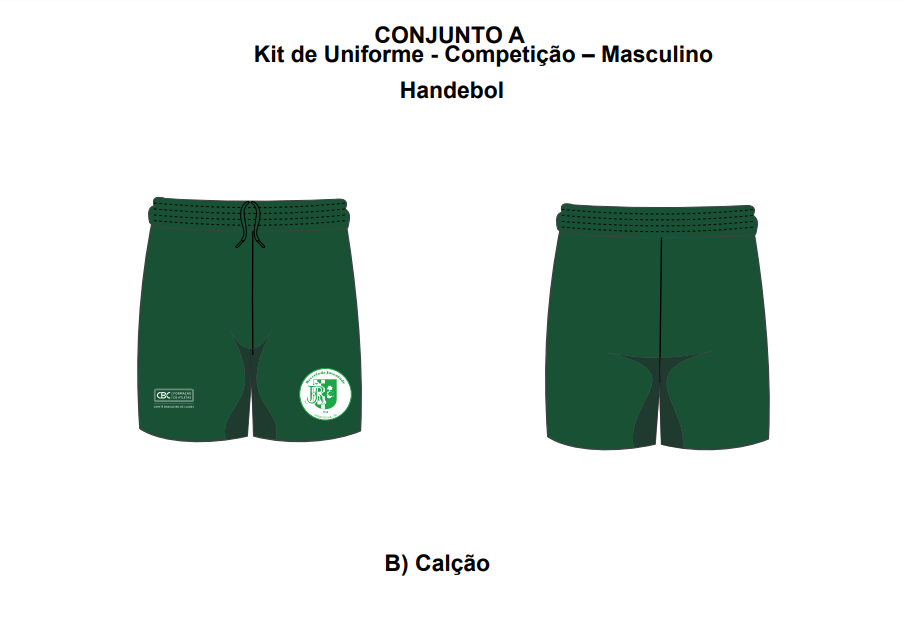 CONJUNTO A
Kit de Uniforme - Competição – Masculino
Handebol
CBC
B) Calção